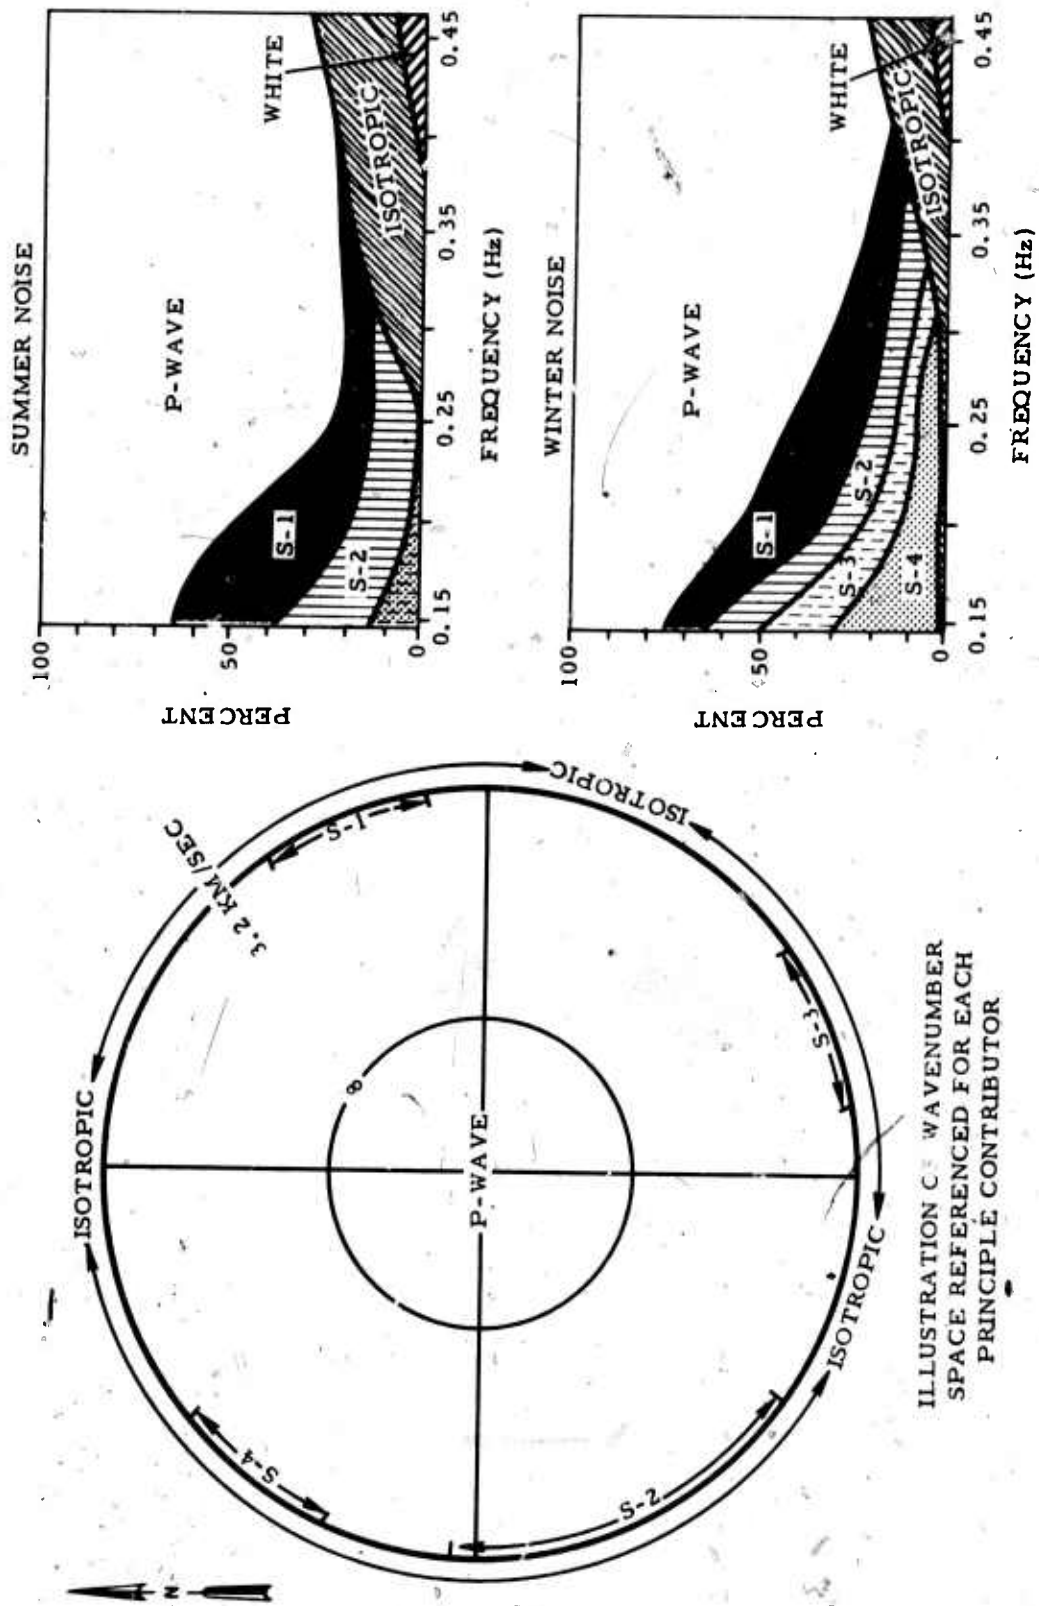 N
ISOTROPIC
3.2 KM/SEC
S-1
ISOTROPIC
S-4
8
P-WAVE
S-2
S-3
ISOTROPIC
ILLUSTRATION O WAVENUMBER
SPACE REFERENCED FOR EACH
PRINCIPLE CONTRIBUTOR
SUMMER NOISE
PERCENT
100
50
0
P-WAVE
S-1
S-2
WHITE
ISOTROPIC
0.15
0.25
0.35
0.45
FREQUENCY (Hz)
WINTER NOISE
PERCENT
100
50
0
P-WAVE
S-1
S-2
S-3
S-4
WHITE
ISOTROPIC
0.15
0.25
0.35
0.45
FREQUENCY (Hz)